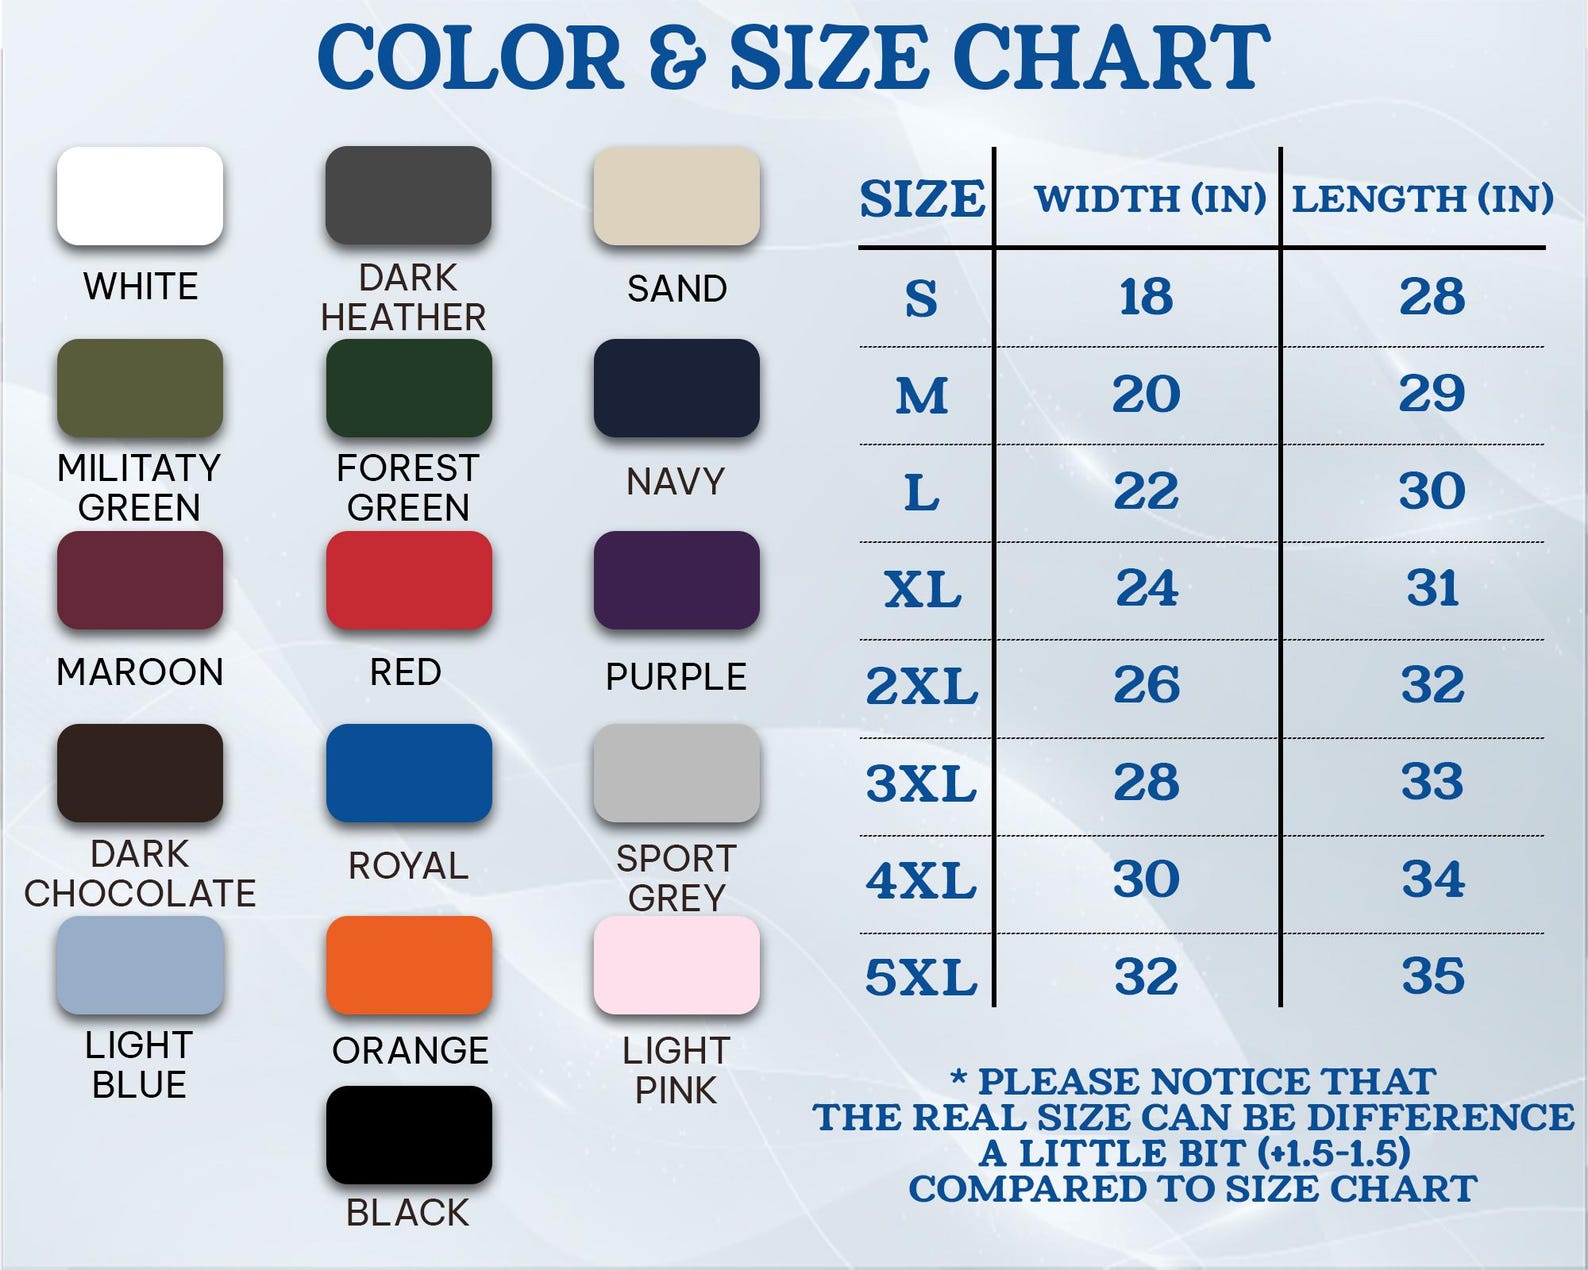 COLOR & SIZE CHART
WHITE
DARK
HEATHER
SAND
MILITATY
GREEN
FOREST
GREEN
NAVY
MAROON
RED
PURPLE
DARK
CHOCOLATE
ROYAL
SPORT
GREY
LIGHT
BLUE
ORANGE
LIGHT
PINK
BLACK
SIZE WIDTH (IN) LENGTH (IN)
S 18 28
M 20 29
L 22 30
XL 24 31
2XL 26 32
3XL 28 33
4XL 30 34
5XL 32 35
* PLEASE NOTICE THAT
THE REAL SIZE CAN BE DIFFERENCE
A LITTLE BIT (+1.5-1.5)
COMPARED TO SIZE CHART